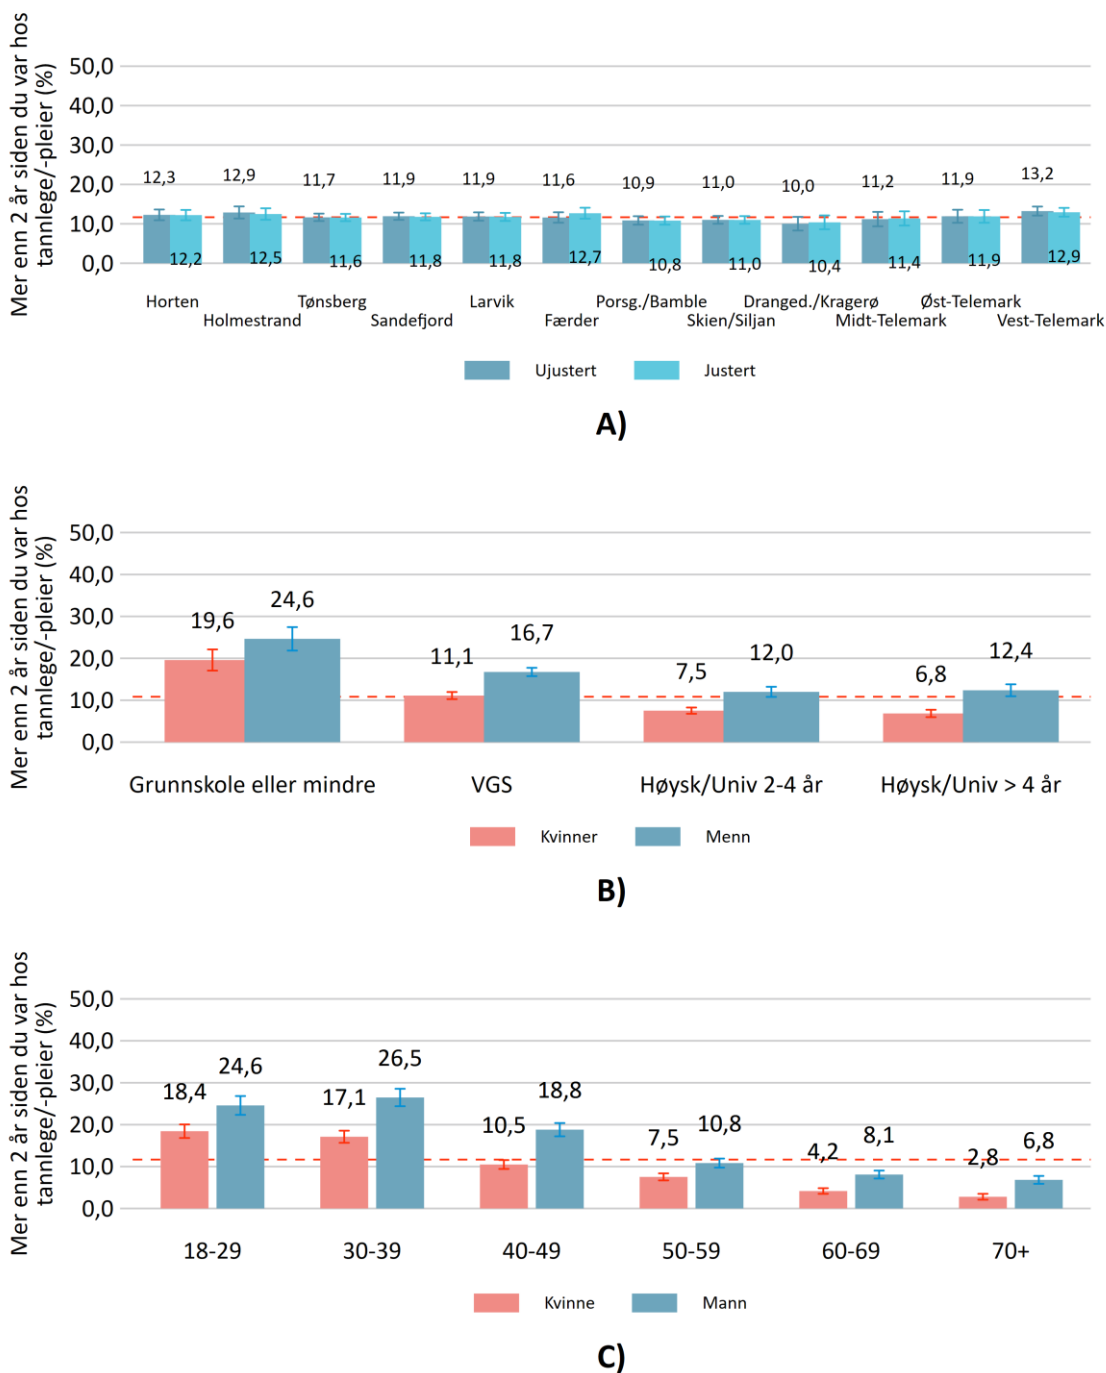 Mer enn 2 år siden du var hos
tannlege/-pleier (%)
50,0
40,0
30,0
20,0
10,0
0,0
12,3 12,9 11,7 11,9 11,9 11,6 10,9 11,0 10,0 11,2 11,9 13,2
12,2 12,5 11,6 11,8 11,8 12,7 10,8 11,0 10,4 11,4 11,9 12,9
Horten Tønsberg Larvik Porsg./Bamble Dranged./Kragerø Øst-Telemark
Holmestrand Sandefjord Færder Skien/Siljan Midt-Telemark Vest-Telemark
Ujustert Justert
A)
Mer enn 2 år siden du var hos
tannlege/-pleier (%)
50,0
40,0
30,0
20,0
10,0
0,0
19,6 24,6 11,1 16,7 7,5 12,0 6,8 12,4
Grunnskole eller mindre VGS Høysk/Univ 2-4 år Høysk/Univ > 4 år
Kvinner Menn
B)
Mer enn 2 år siden du var hos
tannlege/-pleier (%)
50,0
40,0
30,0
20,0
10,0
0,0
18,4 24,6 17,1 26,5 10,5 18,8 7,5 10,8 4,2 8,1 2,8 6,8
18-29 30-39 40-49 50-59 60-69 70+
Kvinne Mann
C)